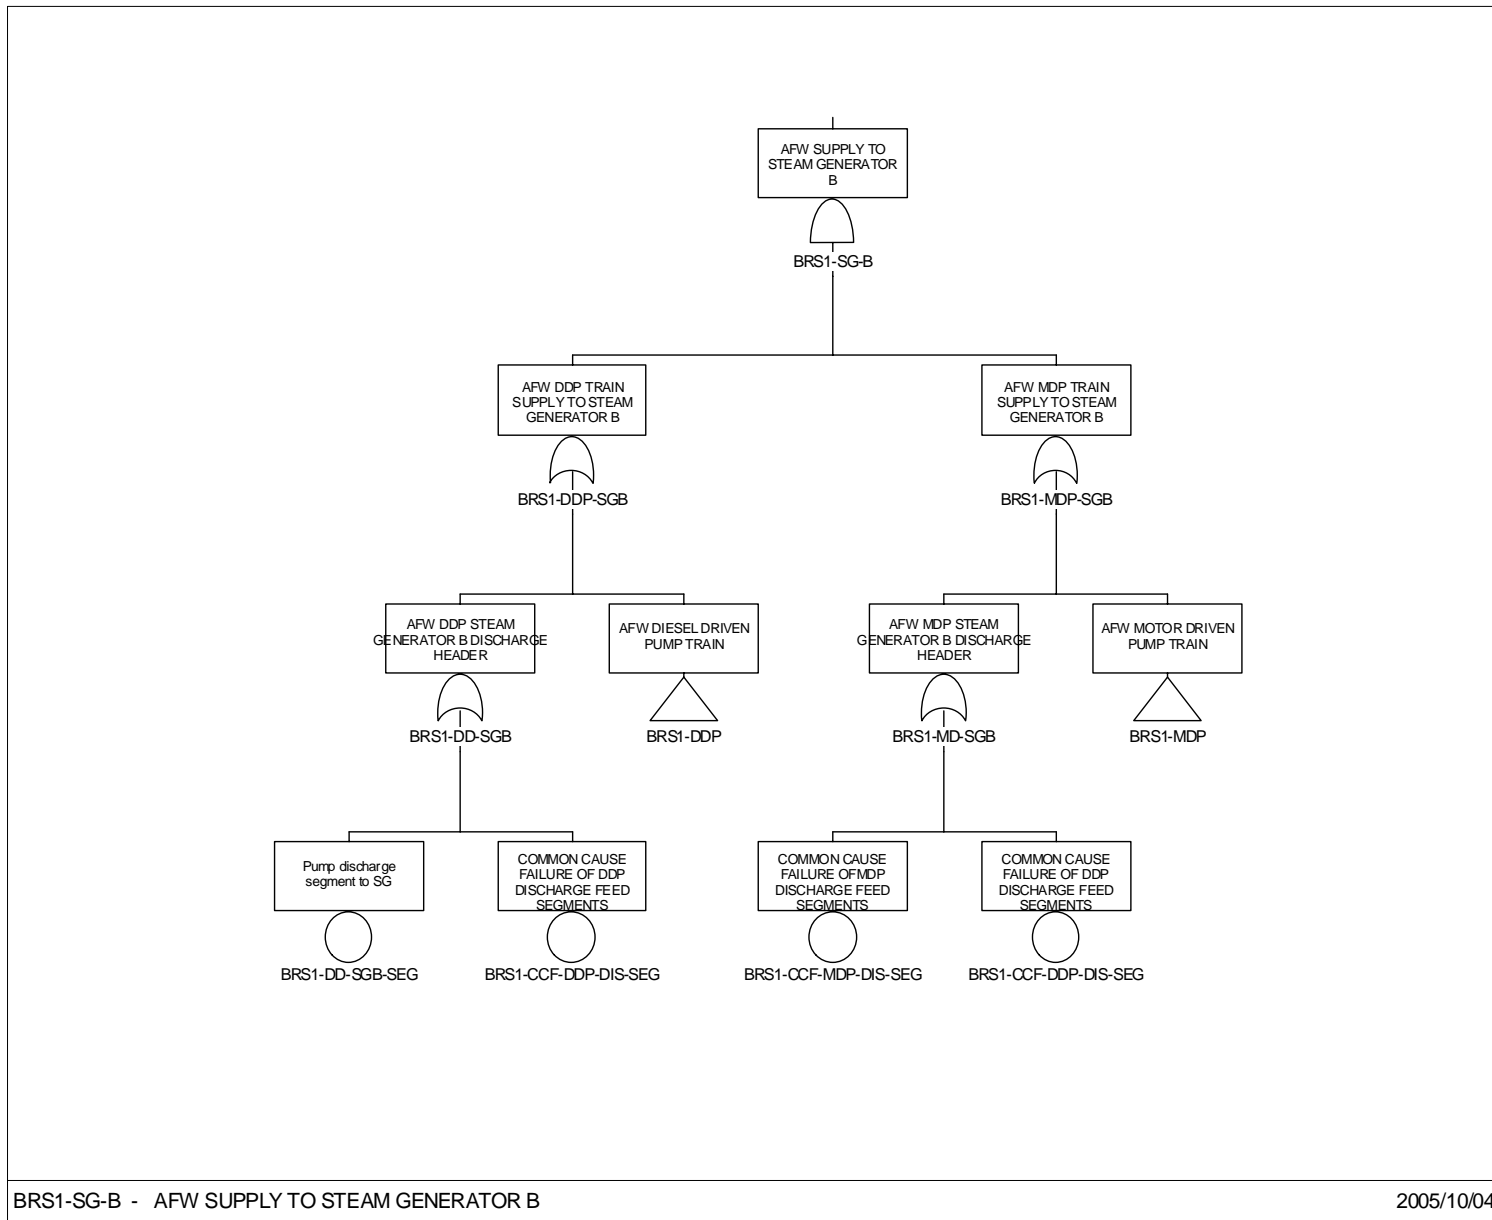 AFW SUPPLY TO
STEAM GENERATOR
B
BRS1-SG-B
AFW DDP TRAIN
SUPPLY TO STEAM
GENERATOR B
BRS1-DDP-SGB
AFW MDP TRAIN
SUPPLY TO STEAM
GENERATOR B
BRS1-MDP-SGB
AFW DDP STEAM
GENERATOR B DISCHARGE
HEADER
BRS1-DD-SGB
AFW DIESEL DRIVEN
PUMP TRAIN
BRS1-DDP
AFW MDP STEAM
GENERATOR B DISCHARGE
HEADER
BRS1-MD-SGB
AFW MOTOR DRIVEN
PUMP TRAIN
BRS1-MDP
Pump discharge
segment to SG
BRS1-DD-SGB-SEG
COMMON CAUSE
FAILURE OF DDP
DISCHARGE FEED
SEGMENTS
BRS1-CCF-DDP-DIS-SEG
COMMON CAUSE
FAILURE OF MDP
DISCHARGE FEED
SEGMENTS
BRS1-CCF-MDP-DIS-SEG
COMMON CAUSE
FAILURE OF DDP
DISCHARGE FEED
SEGMENTS
BRS1-CCF-DDP-DIS-SEG
BRS1-SG-B - AFW SUPPLY TO STEAM GENERATOR B
2005/10/04